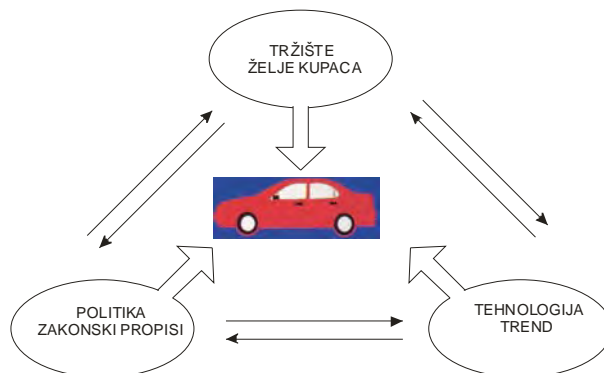 TRŽIŠTE
ŽELJE KUPACA
POLITIKA
ZAKONSKI PROPISI
TEHNOLOGIJA
TREND